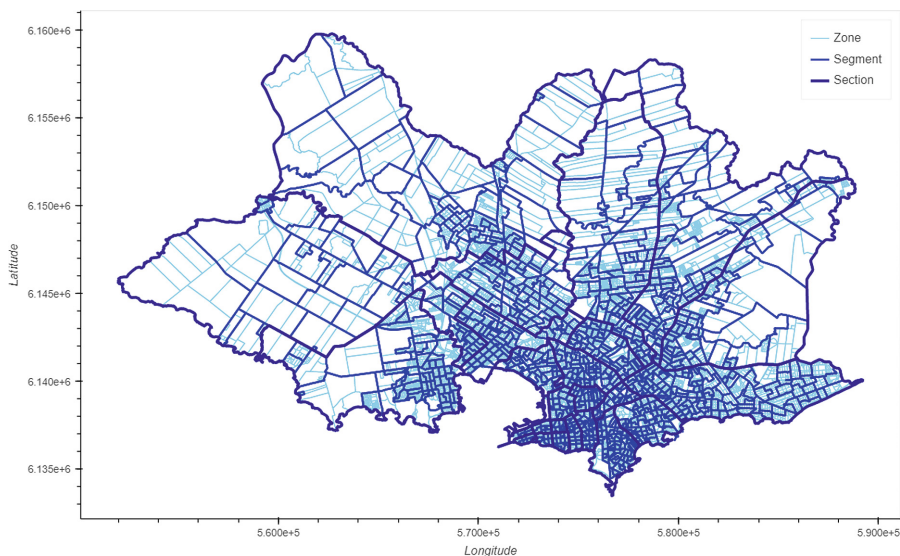 6.160e+6
6.155e+6
6.150e+6
6.145e+6
6.140e+6
6.135e+6
Latitude
Zone
Segment
Section
5.600e+5
5.700e+5
5.800e+5
5.900e+5
Longitude